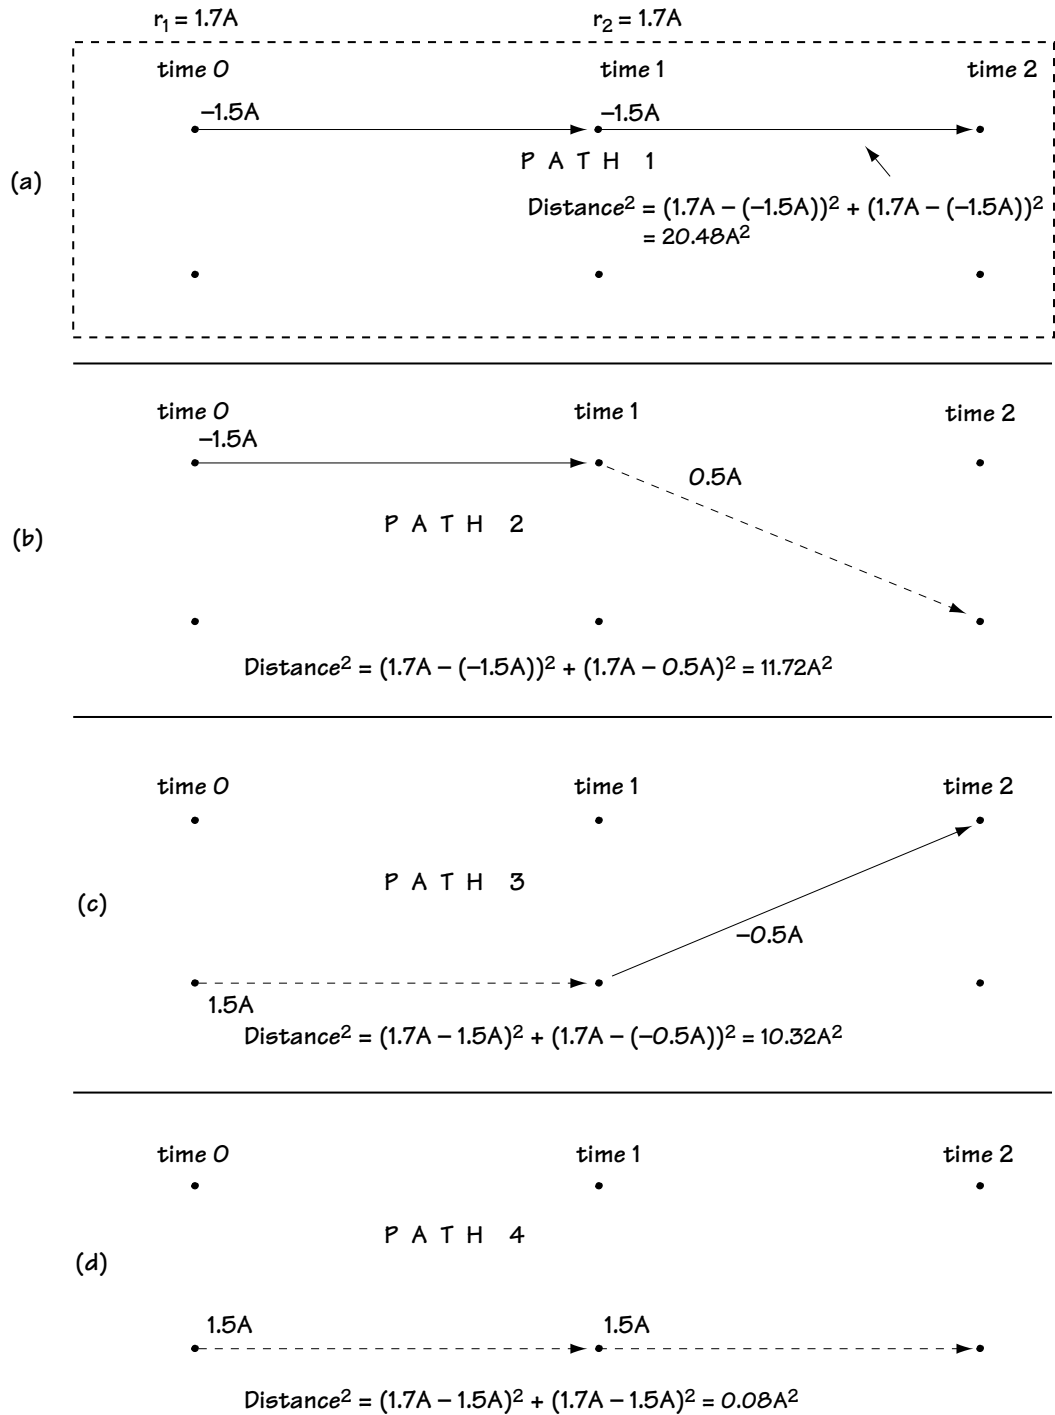 r₁ = 1.7A r₂ = 1.7A
time 0 time 1 time 2
–1.5A –1.5A
PATH 1
(a)
Distance² = (1.7A – (–1.5A))² + (1.7A – (–1.5A))²
= 20.48A²
time 0 time 1 time 2
–1.5A
0.5A
PATH 2
(b)
Distance² = (1.7A – (–1.5A))² + (1.7A – 0.5A)² = 11.72A²
time 0 time 1 time 2
PATH 3
(c)
–0.5A
1.5A
Distance² = (1.7A – 1.5A)² + (1.7A – (–0.5A))² = 10.32A²
time 0 time 1 time 2
PATH 4
(d)
1.5A 1.5A
Distance² = (1.7A – 1.5A)² + (1.7A – 1.5A)² = 0.08A²